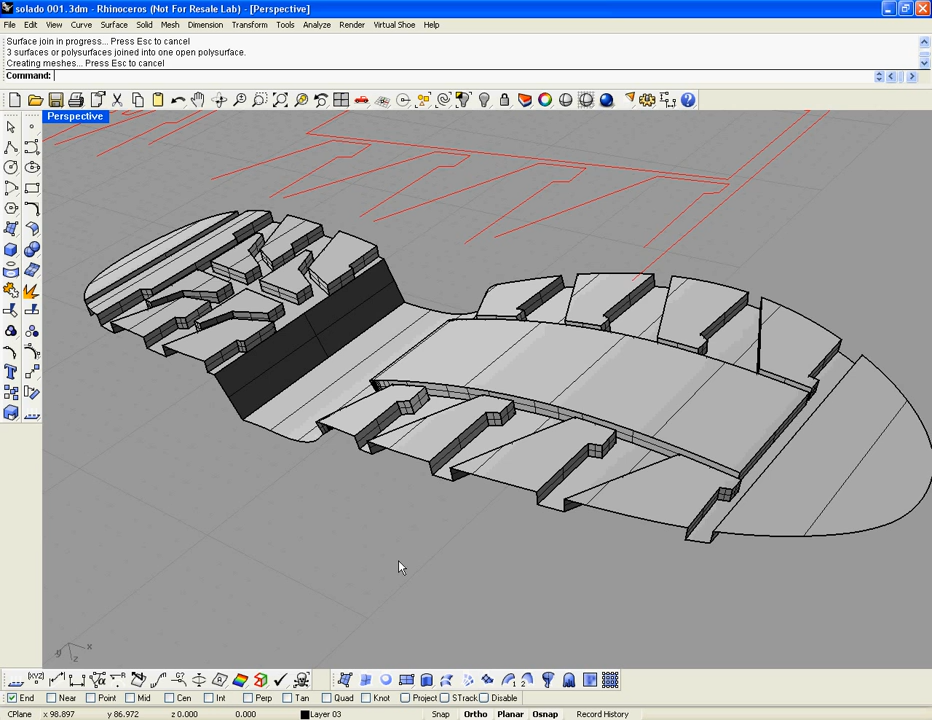 solado 001.3dm - Rhinoceros (Not For Resale Lab) - [Perspective]
File Edit View Curve Surface Solid Mesh Dimension Transform Tools Analyze Render Virtual Shoe Help
Surface join in progress... Press Esc to cancel
3 surfaces or polysurfaces joined into one open polysurface.
Creating meshes... Press Esc to cancel
Command:
Perspective
y x
z
End Near Point Mid Cen Int Perp Tan Quad Knot Project STrack Disable
CPlane x 98.897 y 86.972 z 0.000 0.000 Layer 03 Snap Ortho Planar Osnap Record History